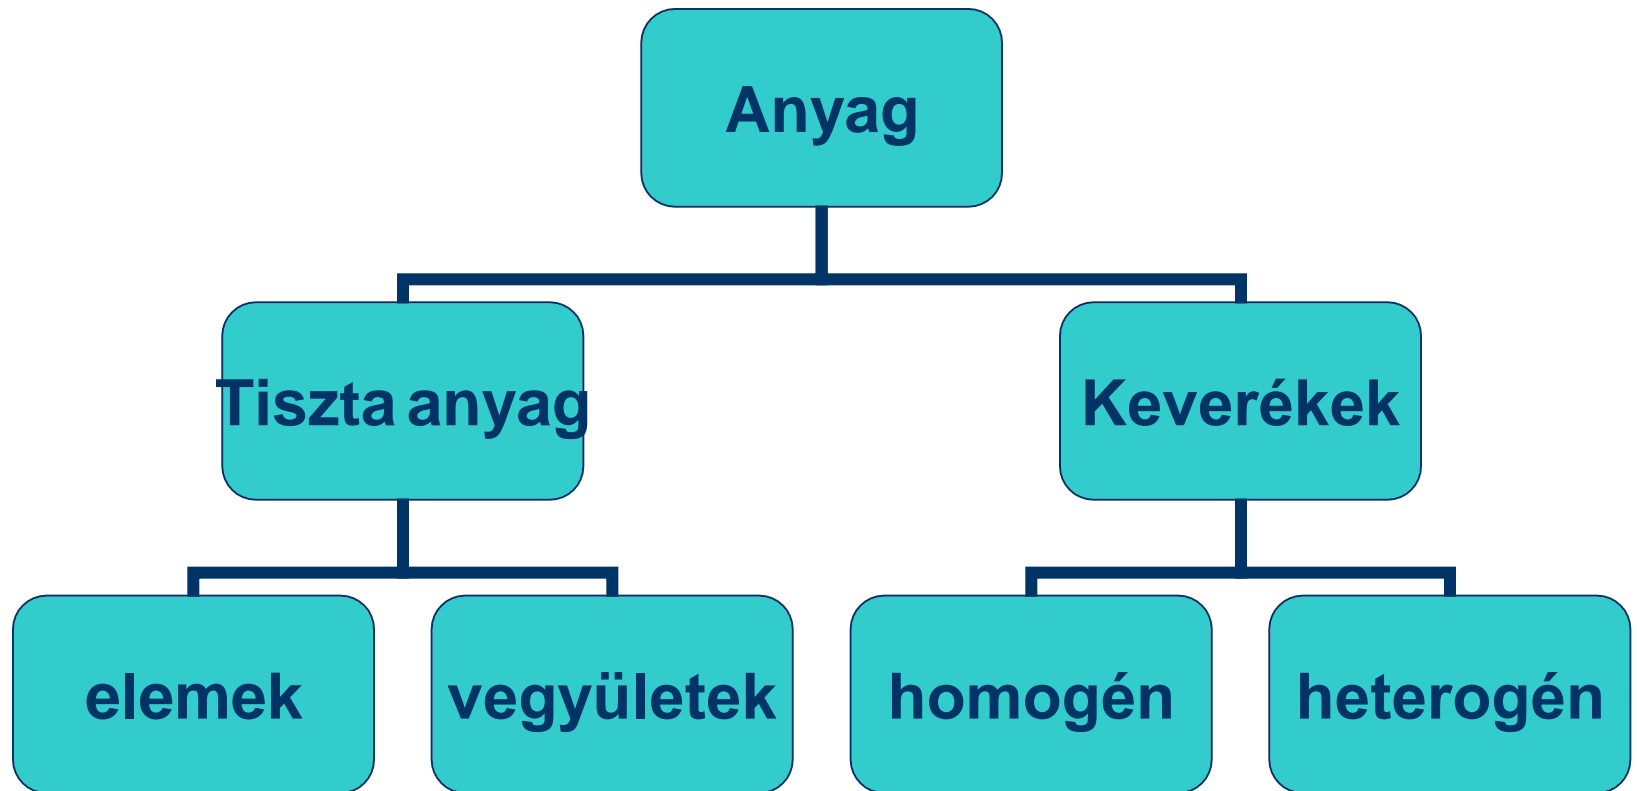 Anyag
Tiszta anyag
Keverékek
elemek
vegyületek
homogén
heterogén